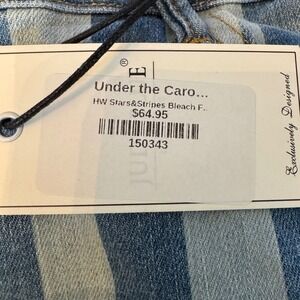 Under the Caro...
HW Stars&Stripes Bleach F..
$64.95
150343
E®
Exclusively Designed